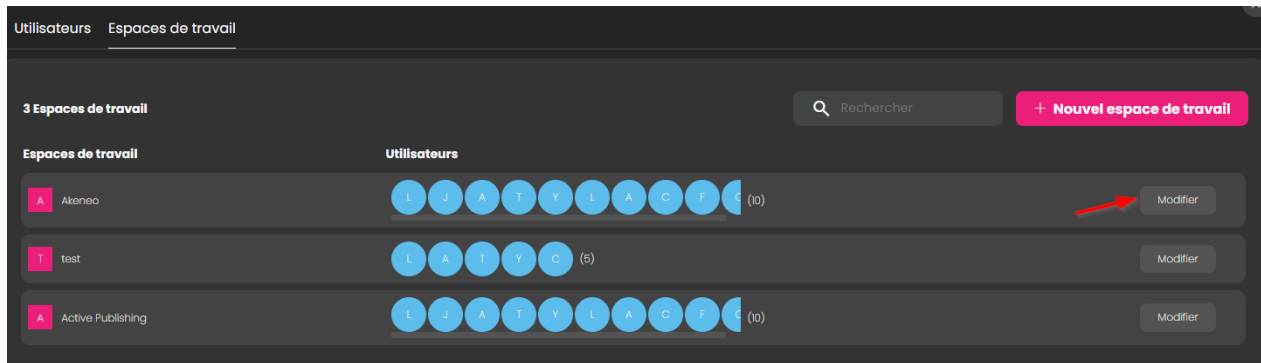 Utilisateurs Espaces de travail
3 Espaces de travail Rechercher + Nouvel espace de travail
Espaces de travail Utilisateurs
A Akeneo L J A T Y L A C F C (10) Modifier
T test L A T Y C (5) Modifier
A Active Publishing L J A T Y L A C F C (10) Modifier